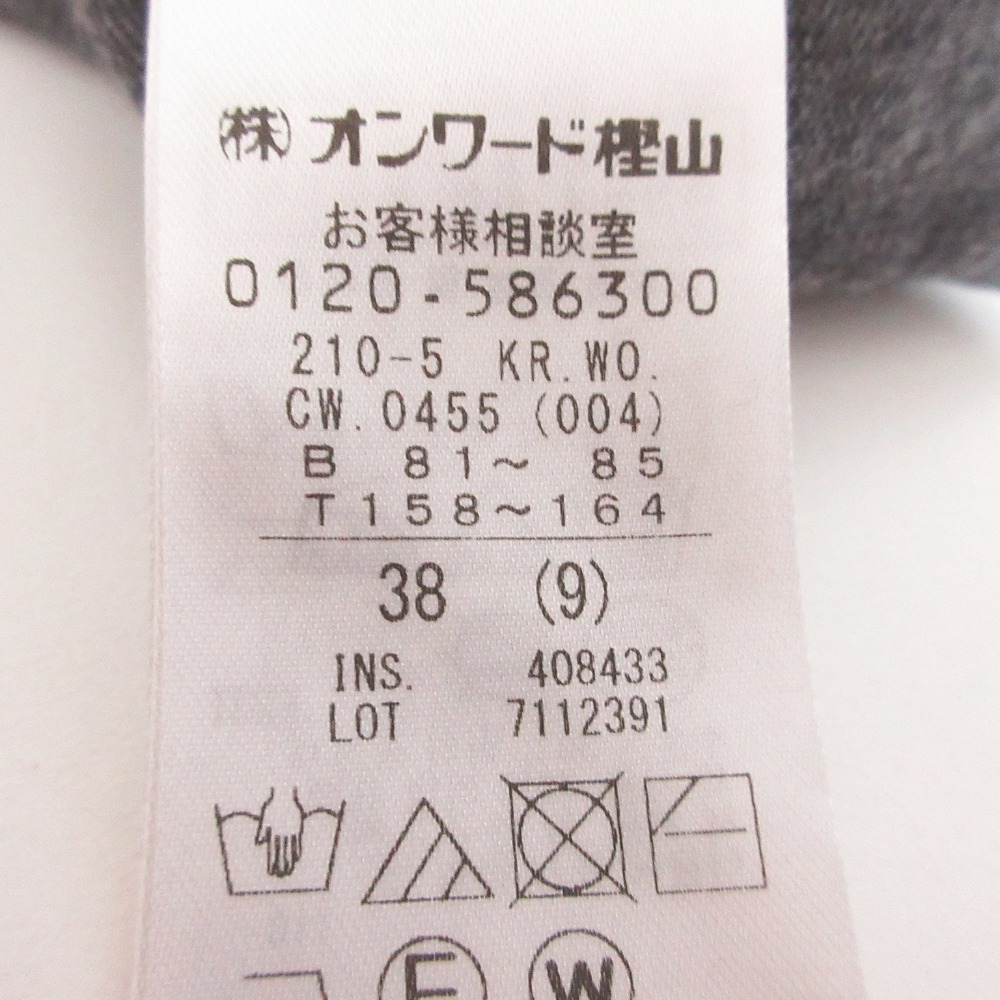 ㈱オンワード樫山
お客様相談室
0120-586300
210-5 KR.WO.
CW.0455(004)
B 81～ 85
T158～164
38 (9)
INS. 408433
LOT 7112391
F W